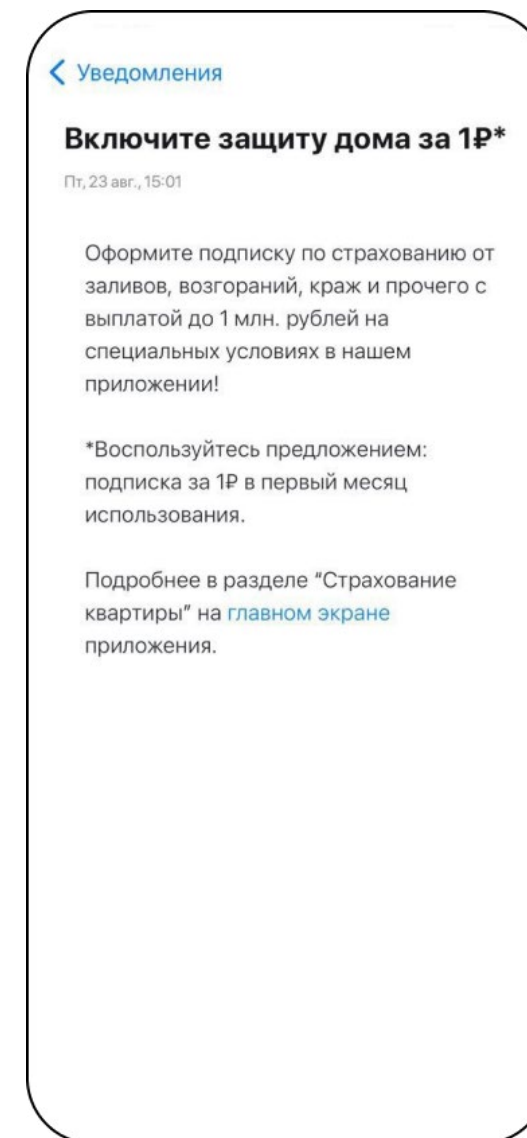 Уведомления
Включите защиту дома за 1₽*
Пт, 23 авг., 15:01
Оформите подписку по страхованию от
заливов, возгораний, краж и прочего с
выплатой до 1 млн. рублей на
специальных условиях в нашем
приложении!
*Воспользуйтесь предложением:
подписка за 1₽ в первый месяц
использования.
Подробнее в разделе “Страхование
квартиры” на главном экране
приложения.